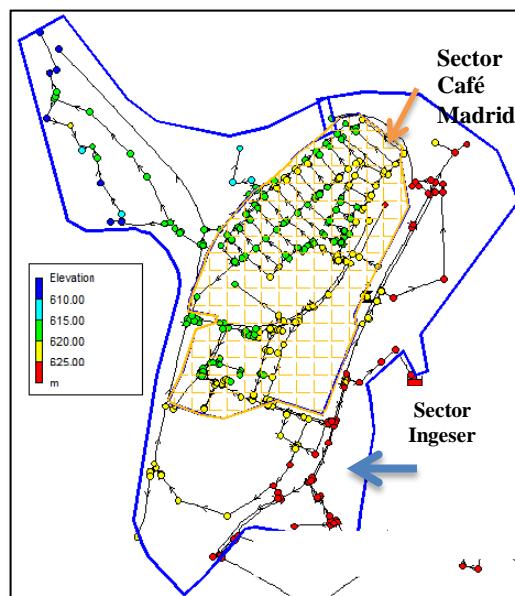 Sector
Café
Madrid
Elevation
610.00
615.00
620.00
625.00
m
Sector
Ingeser